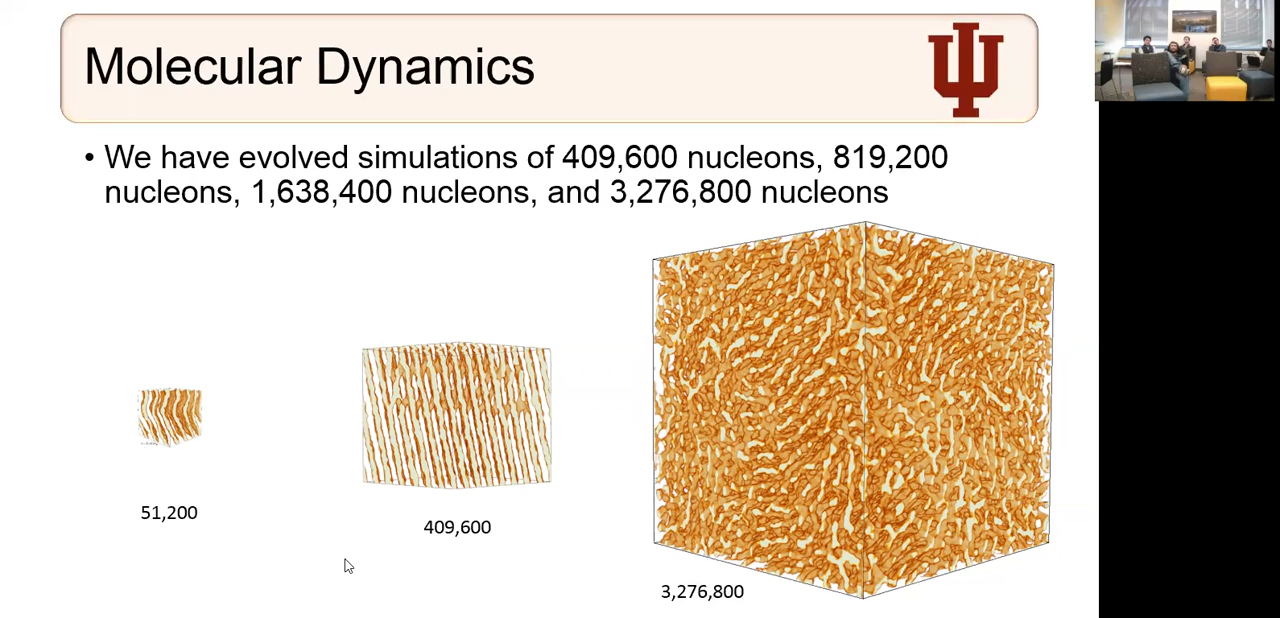 Molecular Dynamics
• We have evolved simulations of 409,600 nucleons, 819,200
nucleons, 1,638,400 nucleons, and 3,276,800 nucleons
51,200
409,600
3,276,800